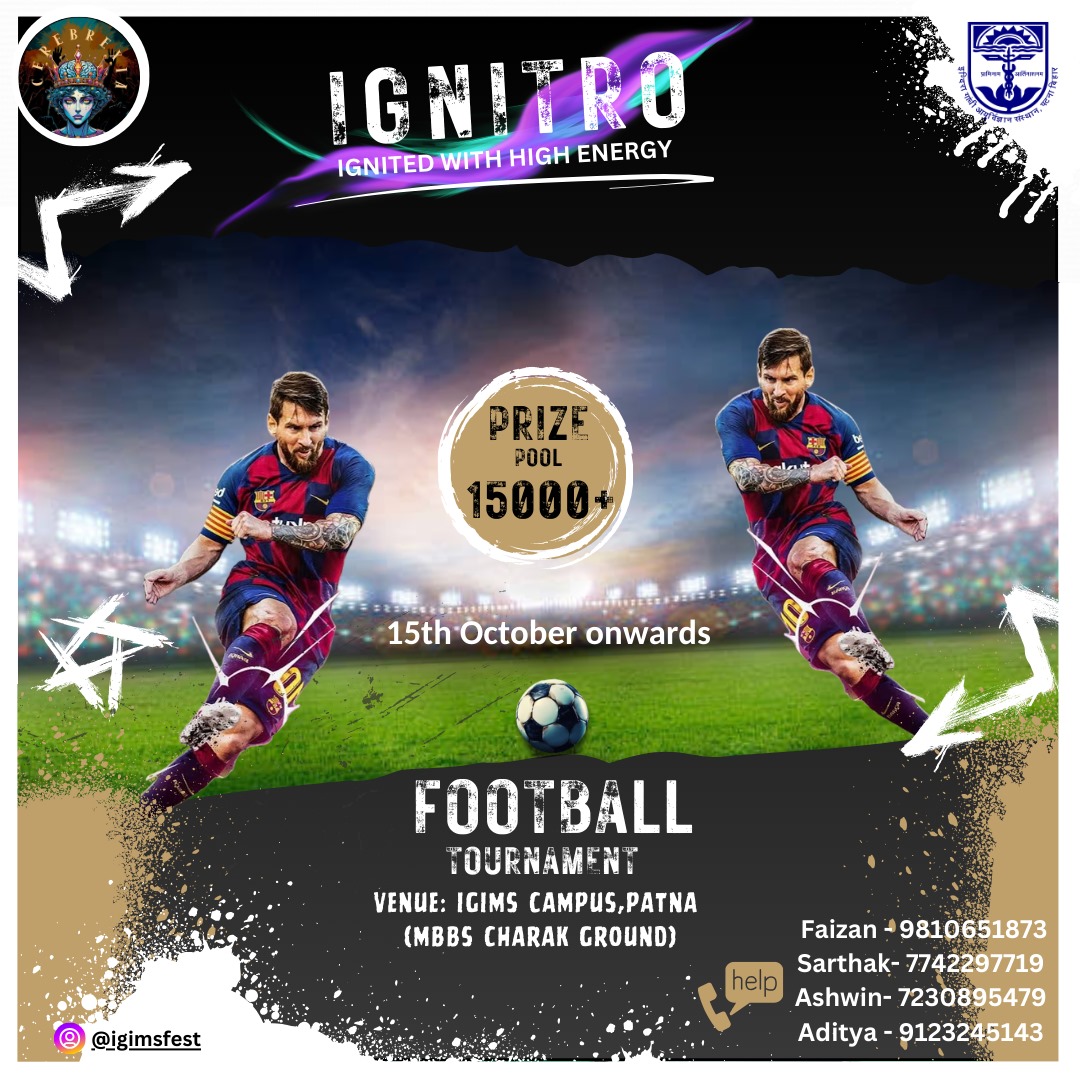 CEREBRELIA
IGNITRO
IGNITED WITH HIGH ENERGY
PRIZE
POOL
15000+
15th October onwards
FOOTBALL
TOURNAMENT
VENUE: IGIMS CAMPUS,PATNA
(MBBS CHARAK GROUND)
help
Faizan - 9810651873
Sarthak- 7742297719
Ashwin- 7230895479
Aditya - 9123245143
@igimsfest